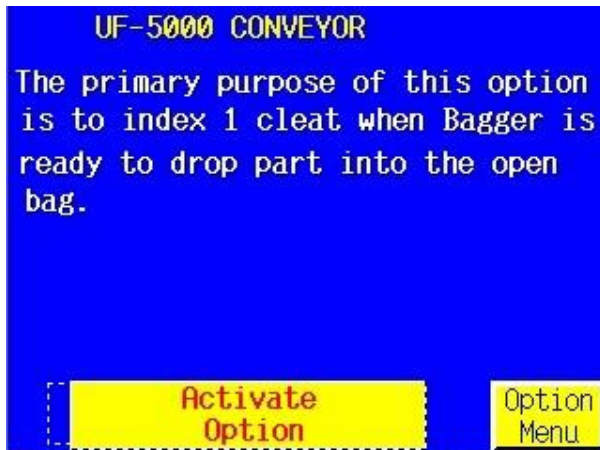 UF-5000 CONVEYOR
The primary purpose of this option
is to index 1 cleat when Bagger is
ready to drop part into the open
bag.
Activate
Option
Option
Menu